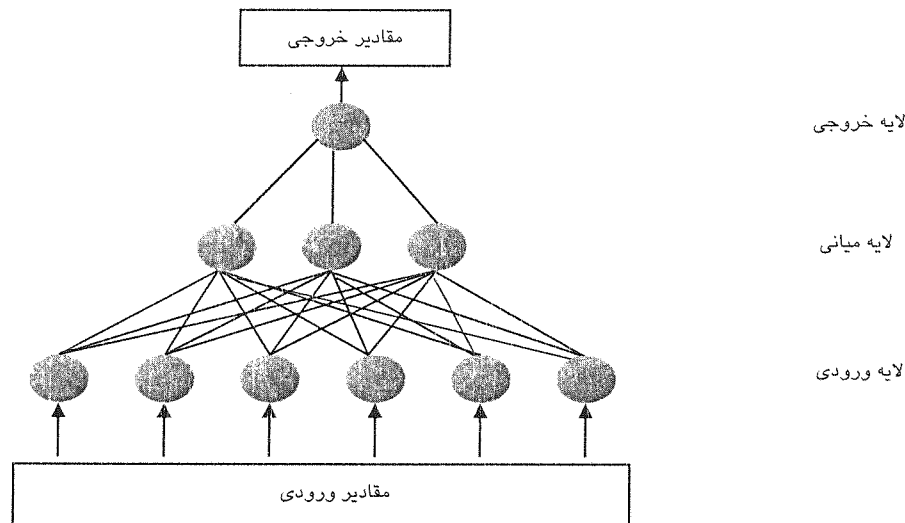 مقادیر خروجی
لایه خروجی
لایه میانی
لایه ورودی
مقادیر ورودی